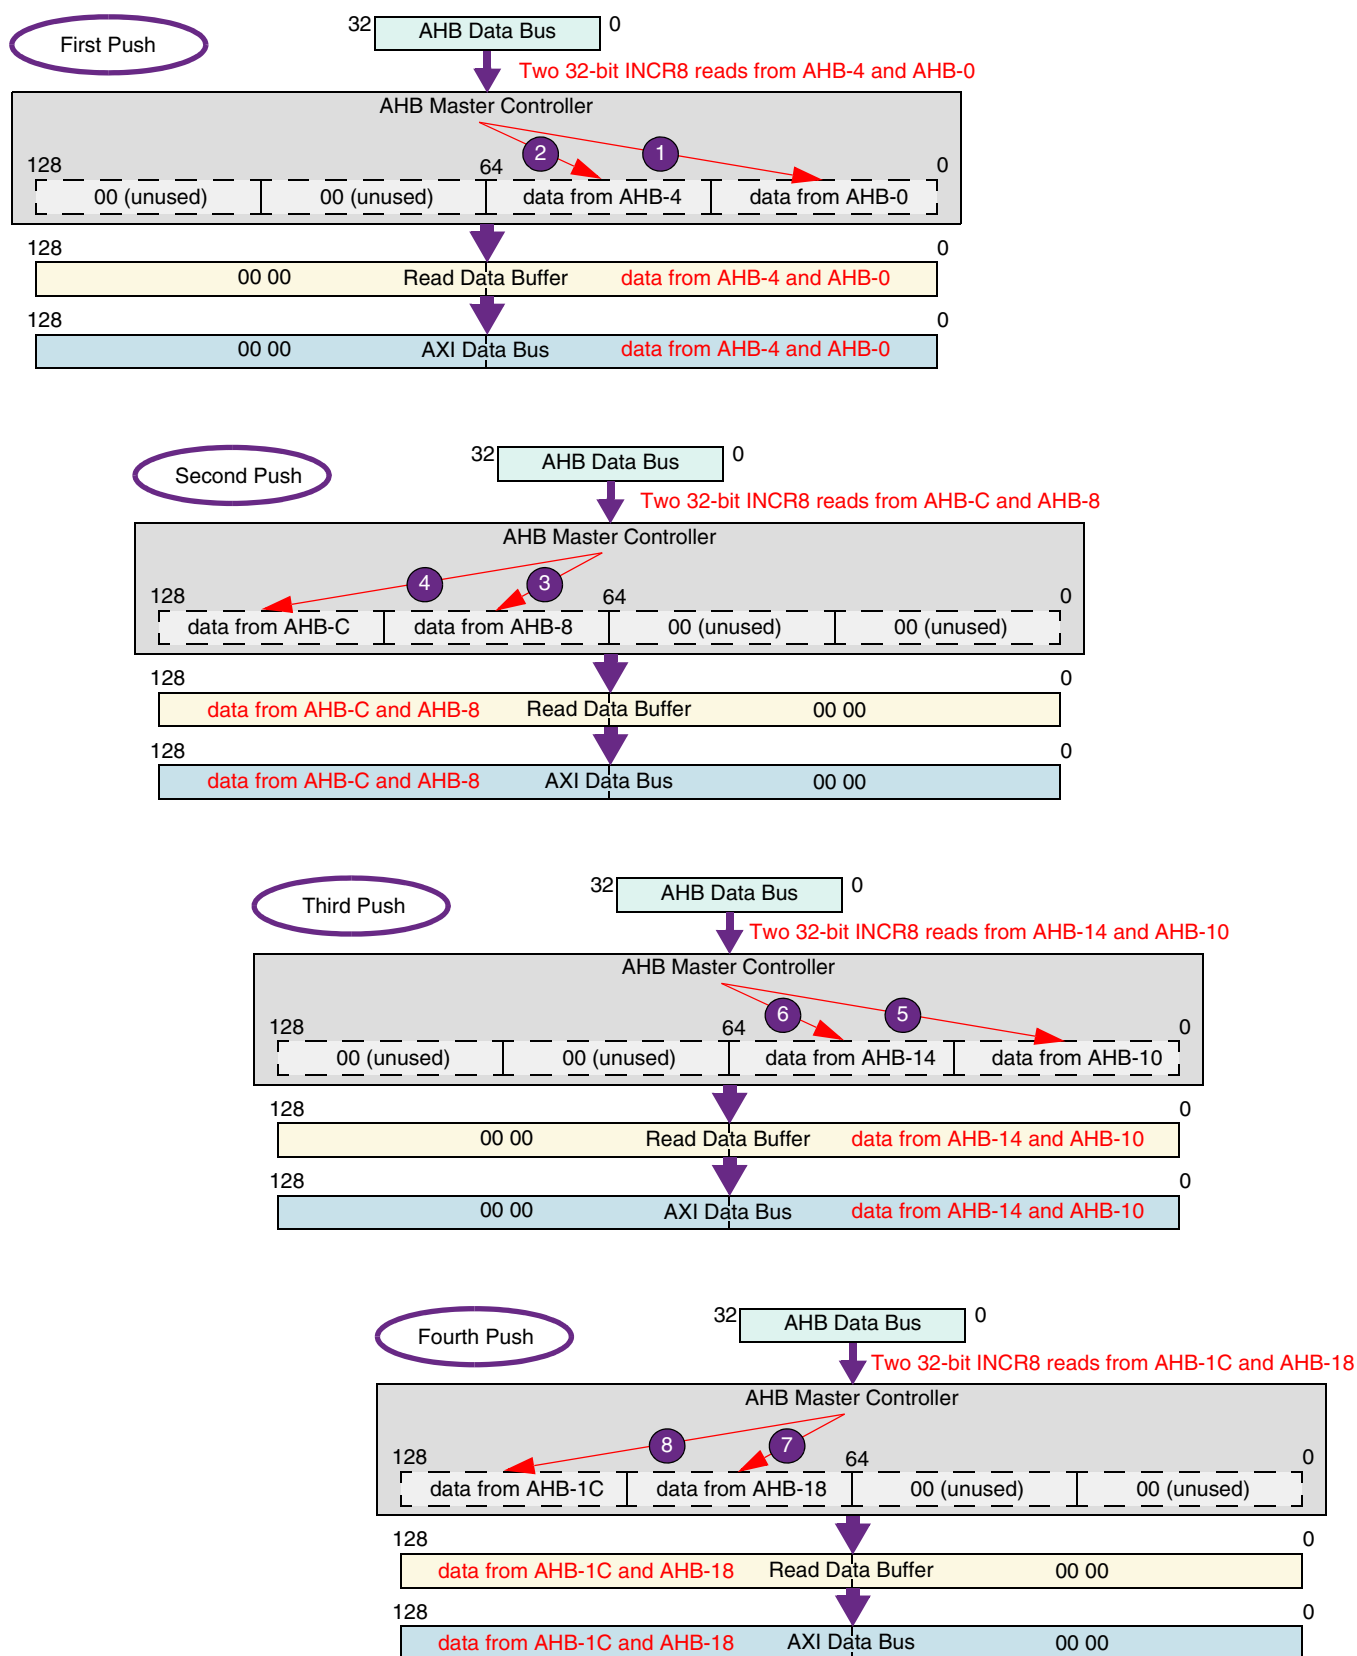 First Push
32 AHB Data Bus 0
Two 32-bit INCR8 reads from AHB-4 and AHB-0
AHB Master Controller
2 1
128 64 0
00 (unused) 00 (unused) data from AHB-4 data from AHB-0
128 0
00 00 Read Data Buffer data from AHB-4 and AHB-0
128 0
00 00 AXI Data Bus data from AHB-4 and AHB-0
Second Push
32 AHB Data Bus 0
Two 32-bit INCR8 reads from AHB-C and AHB-8
AHB Master Controller
4 3
128 64 0
data from AHB-C data from AHB-8 00 (unused) 00 (unused)
128 0
data from AHB-C and AHB-8 Read Data Buffer 00 00
128 0
data from AHB-C and AHB-8 AXI Data Bus 00 00
Third Push
32 AHB Data Bus 0
Two 32-bit INCR8 reads from AHB-14 and AHB-10
AHB Master Controller
6 5
128 64 0
00 (unused) 00 (unused) data from AHB-14 data from AHB-10
128 0
00 00 Read Data Buffer data from AHB-14 and AHB-10
128 0
00 00 AXI Data Bus data from AHB-14 and AHB-10
Fourth Push
32 AHB Data Bus 0
Two 32-bit INCR8 reads from AHB-1C and AHB-18
AHB Master Controller
8 7
128 64 0
data from AHB-1C data from AHB-18 00 (unused) 00 (unused)
128 0
data from AHB-1C and AHB-18 Read Data Buffer 00 00
128 0
data from AHB-1C and AHB-18 AXI Data Bus 00 00